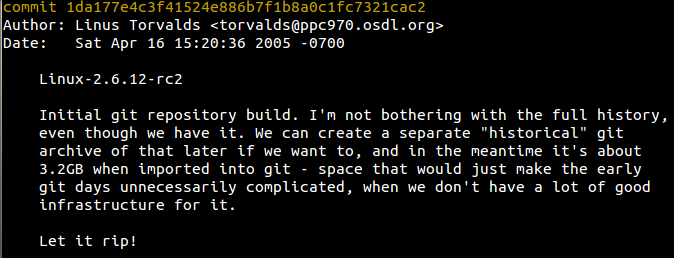 commit 1da177e4c3f41524e886b7f1b8a0c1fc7321cac2
Author: Linus Torvalds <torvalds@ppc970.osdl.org>
Date:   Sat Apr 16 15:20:36 2005 -0700
Linux-2.6.12-rc2
Initial git repository build. I'm not bothering with the full history,
even though we have it. We can create a separate "historical" git
archive of that later if we want to, and in the meantime it's about
3.2GB when imported into git - space that would just make the early
git days unnecessarily complicated, when we don't have a lot of good
infrastructure for it.
Let it rip!